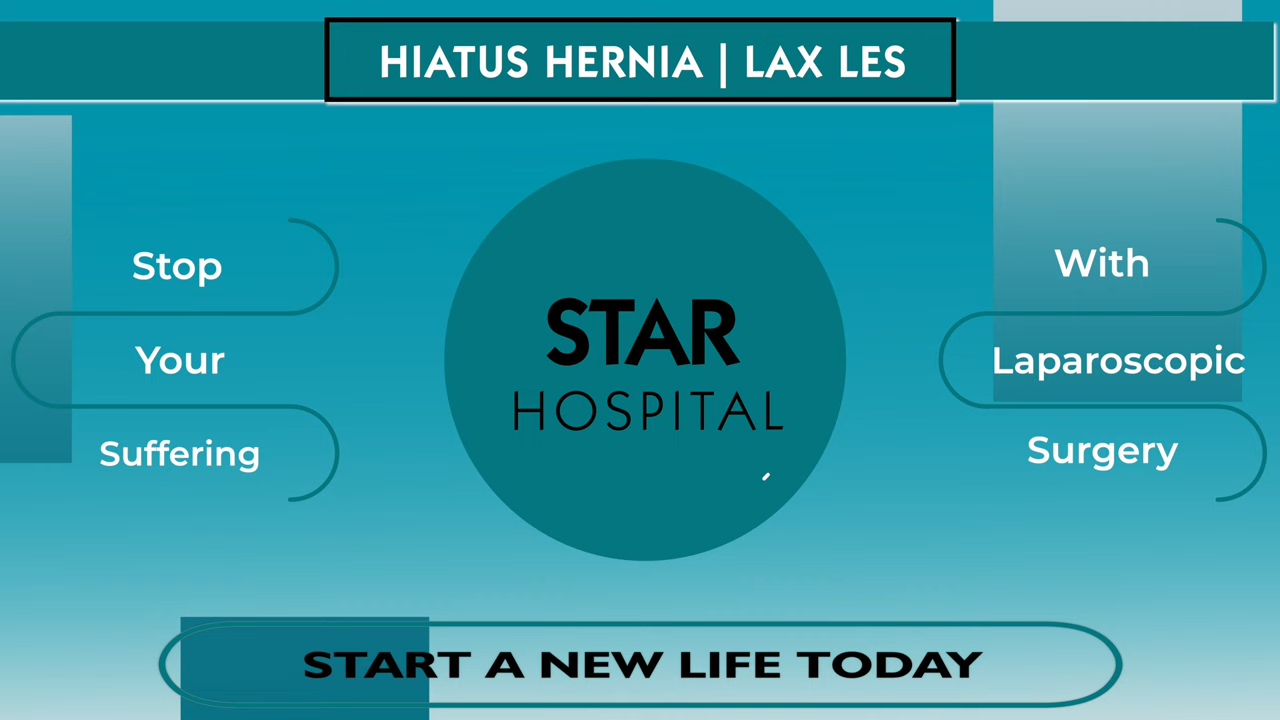 HIATUS HERNIA | LAX LES
Stop
Your
Suffering
STAR
HOSPITAL
With
Laparoscopic
Surgery
START A NEW LIFE TODAY